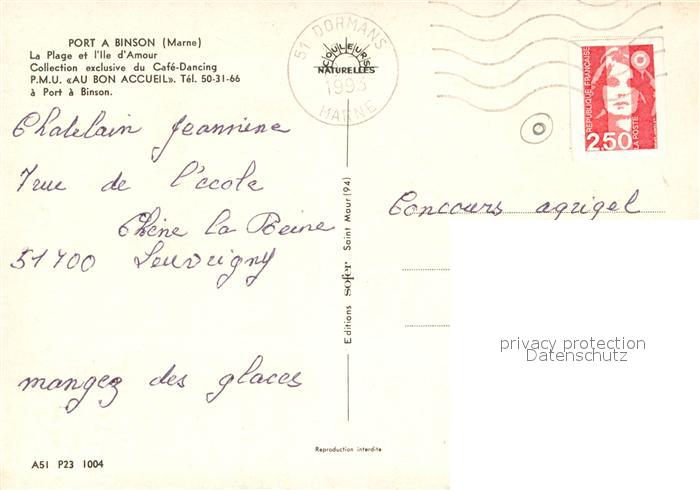 PORT A BINSON (Marne)
La Plage et l'Ile d'Amour
Collection exclusive du Café-Dancing
P.M.U. «AU BON ACCUEIL». Tél. 50-31-66
à Port à Binson.
51 DORMANS
1993
MARNE
COULEURS
NATURELLES
REPUBLIQUE FRANÇAISE
2,50
LA POSTE
Chatelain Jeannine
7 rue de l'école
Chêne la Reine
51700 Leuvrigny
mangez des glaces
Concours agrigel
Editions sofer Saint Maur (94)
Reproduction interdite
A51 P23 1004
privacy protection
Datenschutz